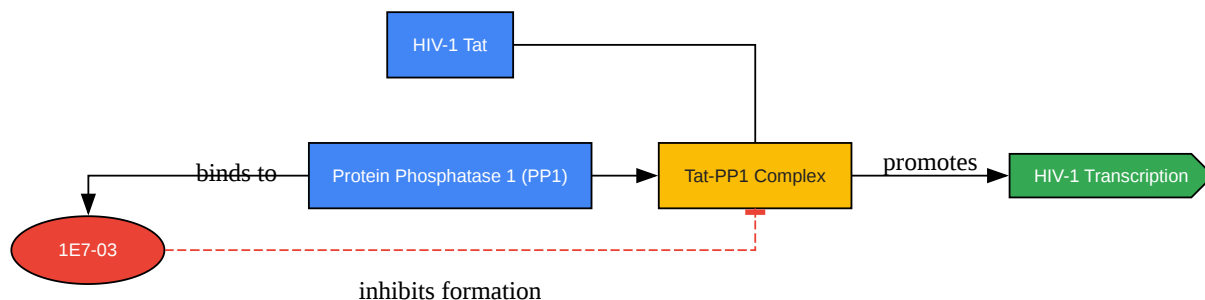 HIV-1 Tat
binds to
Protein Phosphatase 1 (PP1)
Tat-PP1 Complex
promotes
HIV-1 Transcription
1E7-03
inhibits formation